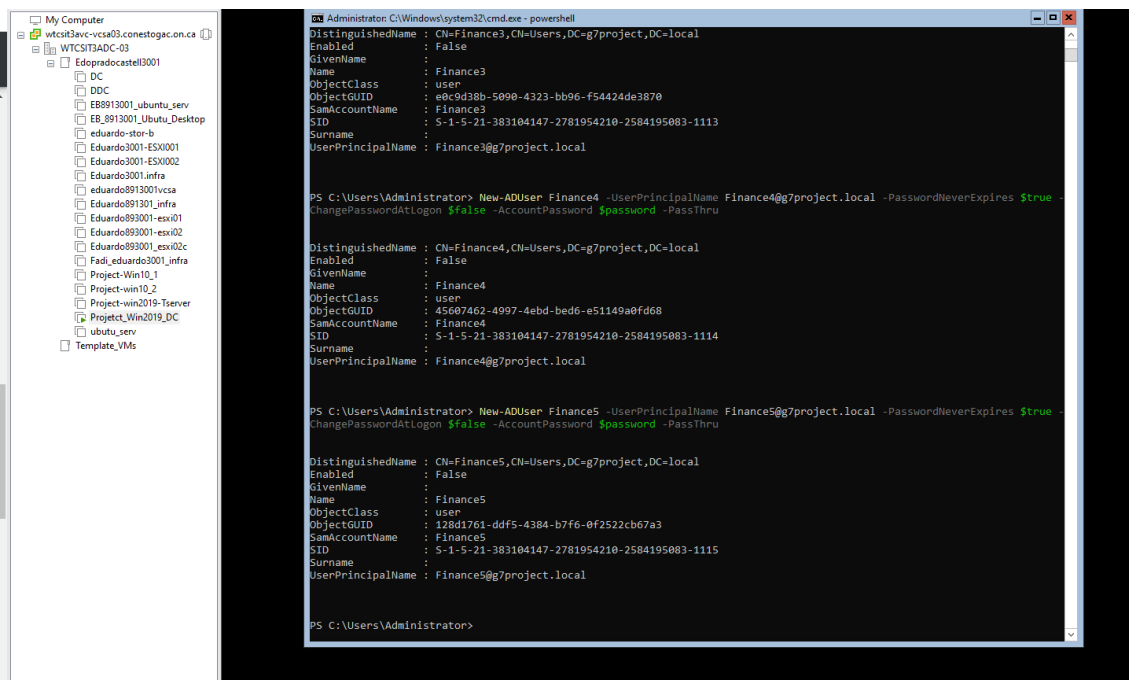 My Computer
wtcsit3avc-vcsa03.conestogac.on.ca
WTCSIT3ADC-03
Edopradocastell3001
DC
DDC
EB8913001_ubuntu_serv
EB_8913001_Ubutu_Desktop
eduardo-stor-b
Eduardo3001-ESXI001
Eduardo3001-ESXI002
Eduardo3001.infra
eduardo8913001vcsa
Eduardo891301_infra
Eduardo893001-esxi01
Eduardo893001-esxi02
Eduardo893001_esxi02c
Fadi_eduardo3001_infra
Project-Win10_1
Project-win10_2
Project-win2019-Tserver
Projetct_Win2019_DC
ubutu_serv
Template_VMs
Administrator: C:\Windows\system32\cmd.exe - powershell
DistinguishedName : CN=Finance3,CN=Users,DC=g7project,DC=local
Enabled : False
GivenName :
Name : Finance3
ObjectClass : user
ObjectGUID : e0c9d38b-5090-4323-bb96-f54424de3870
SamAccountName : Finance3
SID : S-1-5-21-383104147-2781954210-2584195083-1113
Surname :
UserPrincipalName : Finance3@g7project.local
PS C:\Users\Administrator> New-ADUser Finance4 -UserPrincipalName Finance4@g7project.local -PasswordNeverExpires $true -
ChangePasswordAtLogon $false -AccountPassword $password -PassThru
DistinguishedName : CN=Finance4,CN=Users,DC=g7project,DC=local
Enabled : False
GivenName :
Name : Finance4
ObjectClass : user
ObjectGUID : 45607462-4997-4ebd-bed6-e51149a0fd68
SamAccountName : Finance4
SID : S-1-5-21-383104147-2781954210-2584195083-1114
Surname :
UserPrincipalName : Finance4@g7project.local
PS C:\Users\Administrator> New-ADUser Finance5 -UserPrincipalName Finance5@g7project.local -PasswordNeverExpires $true -
ChangePasswordAtLogon $false -AccountPassword $password -PassThru
DistinguishedName : CN=Finance5,CN=Users,DC=g7project,DC=local
Enabled : False
GivenName :
Name : Finance5
ObjectClass : user
ObjectGUID : 128d1761-ddf5-4384-b7f6-0f2522cb67a3
SamAccountName : Finance5
SID : S-1-5-21-383104147-2781954210-2584195083-1115
Surname :
UserPrincipalName : Finance5@g7project.local
PS C:\Users\Administrator>